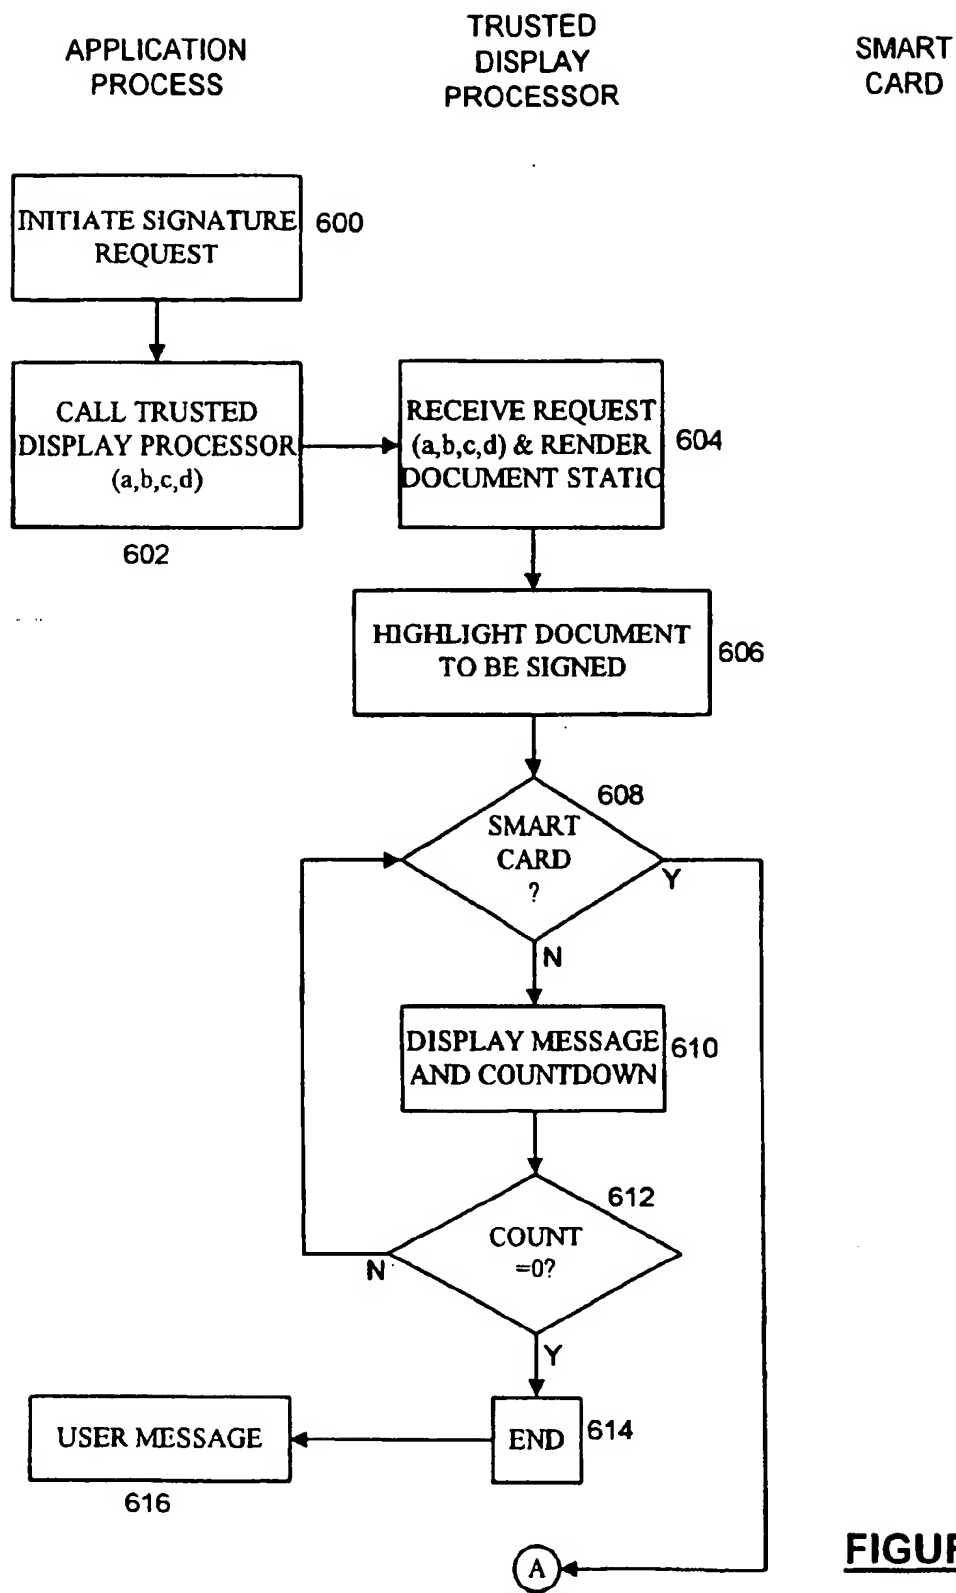 APPLICATION
PROCESS
TRUSTED
DISPLAY
PROCESSOR
SMART
CARD
INITIATE SIGNATURE
REQUEST
600
CALL TRUSTED
DISPLAY PROCESSOR
(a,b,c,d)
602
RECEIVE REQUEST
(a,b,c,d) & RENDER
DOCUMENT STATIC
604
HIGHLIGHT DOCUMENT
TO BE SIGNED
606
608
SMART
CARD
?
Y
N
DISPLAY MESSAGE
AND COUNTDOWN
610
612
COUNT
=0?
N
Y
END
614
USER MESSAGE
616
A